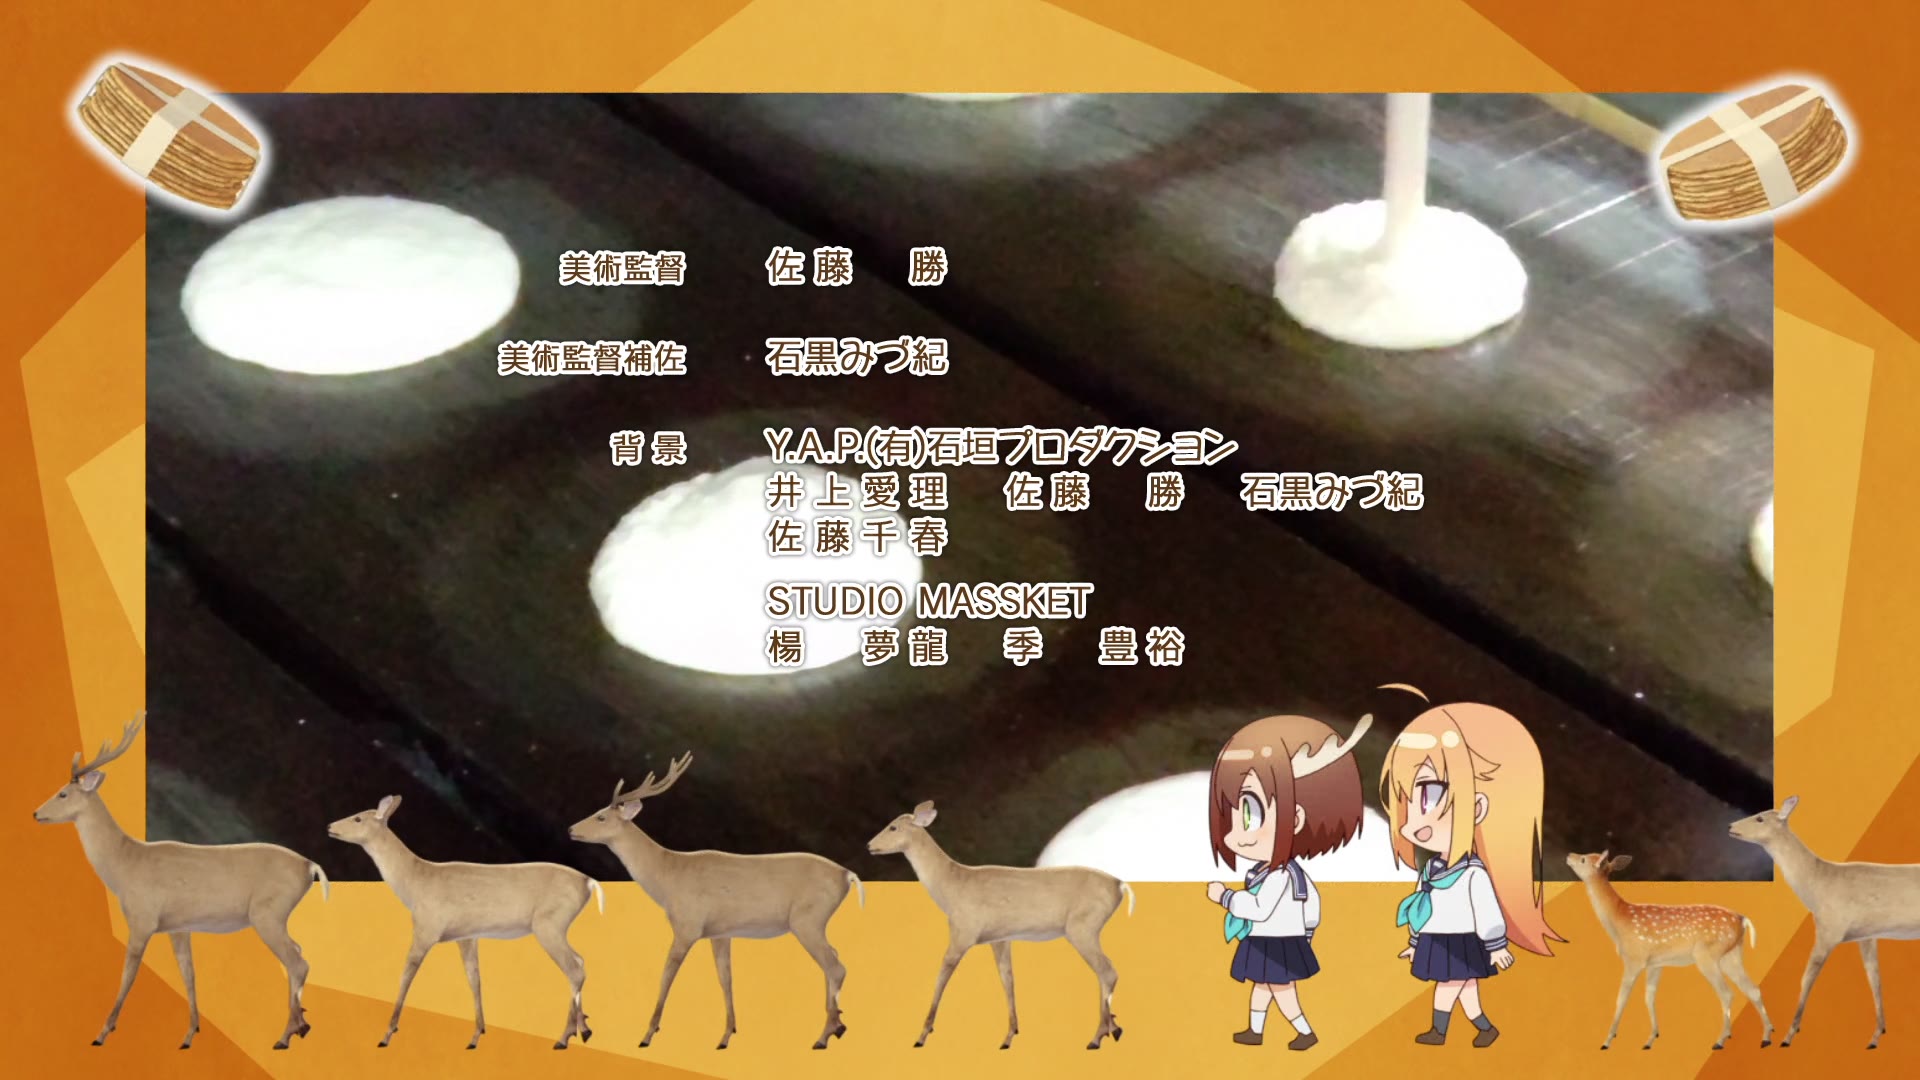 美術監督 佐藤 勝
美術監督補佐 石黒みづ紀
背景 Y.A.P.(有)石垣プロダクション
井上愛理 佐藤 勝 石黒みづ紀
佐藤千春
STUDIO MASSKET
楊 夢龍 季 豊裕